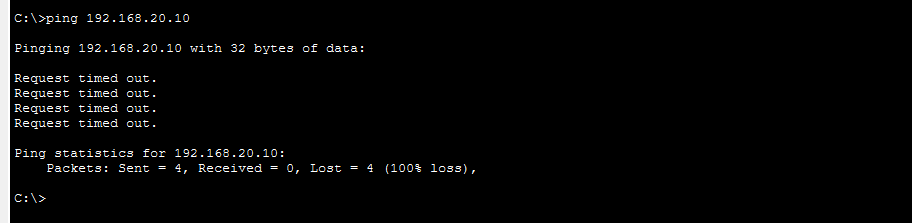 C:\>ping 192.168.20.10
Pinging 192.168.20.10 with 32 bytes of data:
Request timed out.
Request timed out.
Request timed out.
Request timed out.
Ping statistics for 192.168.20.10:
    Packets: Sent = 4, Received = 0, Lost = 4 (100% loss),
C:\>